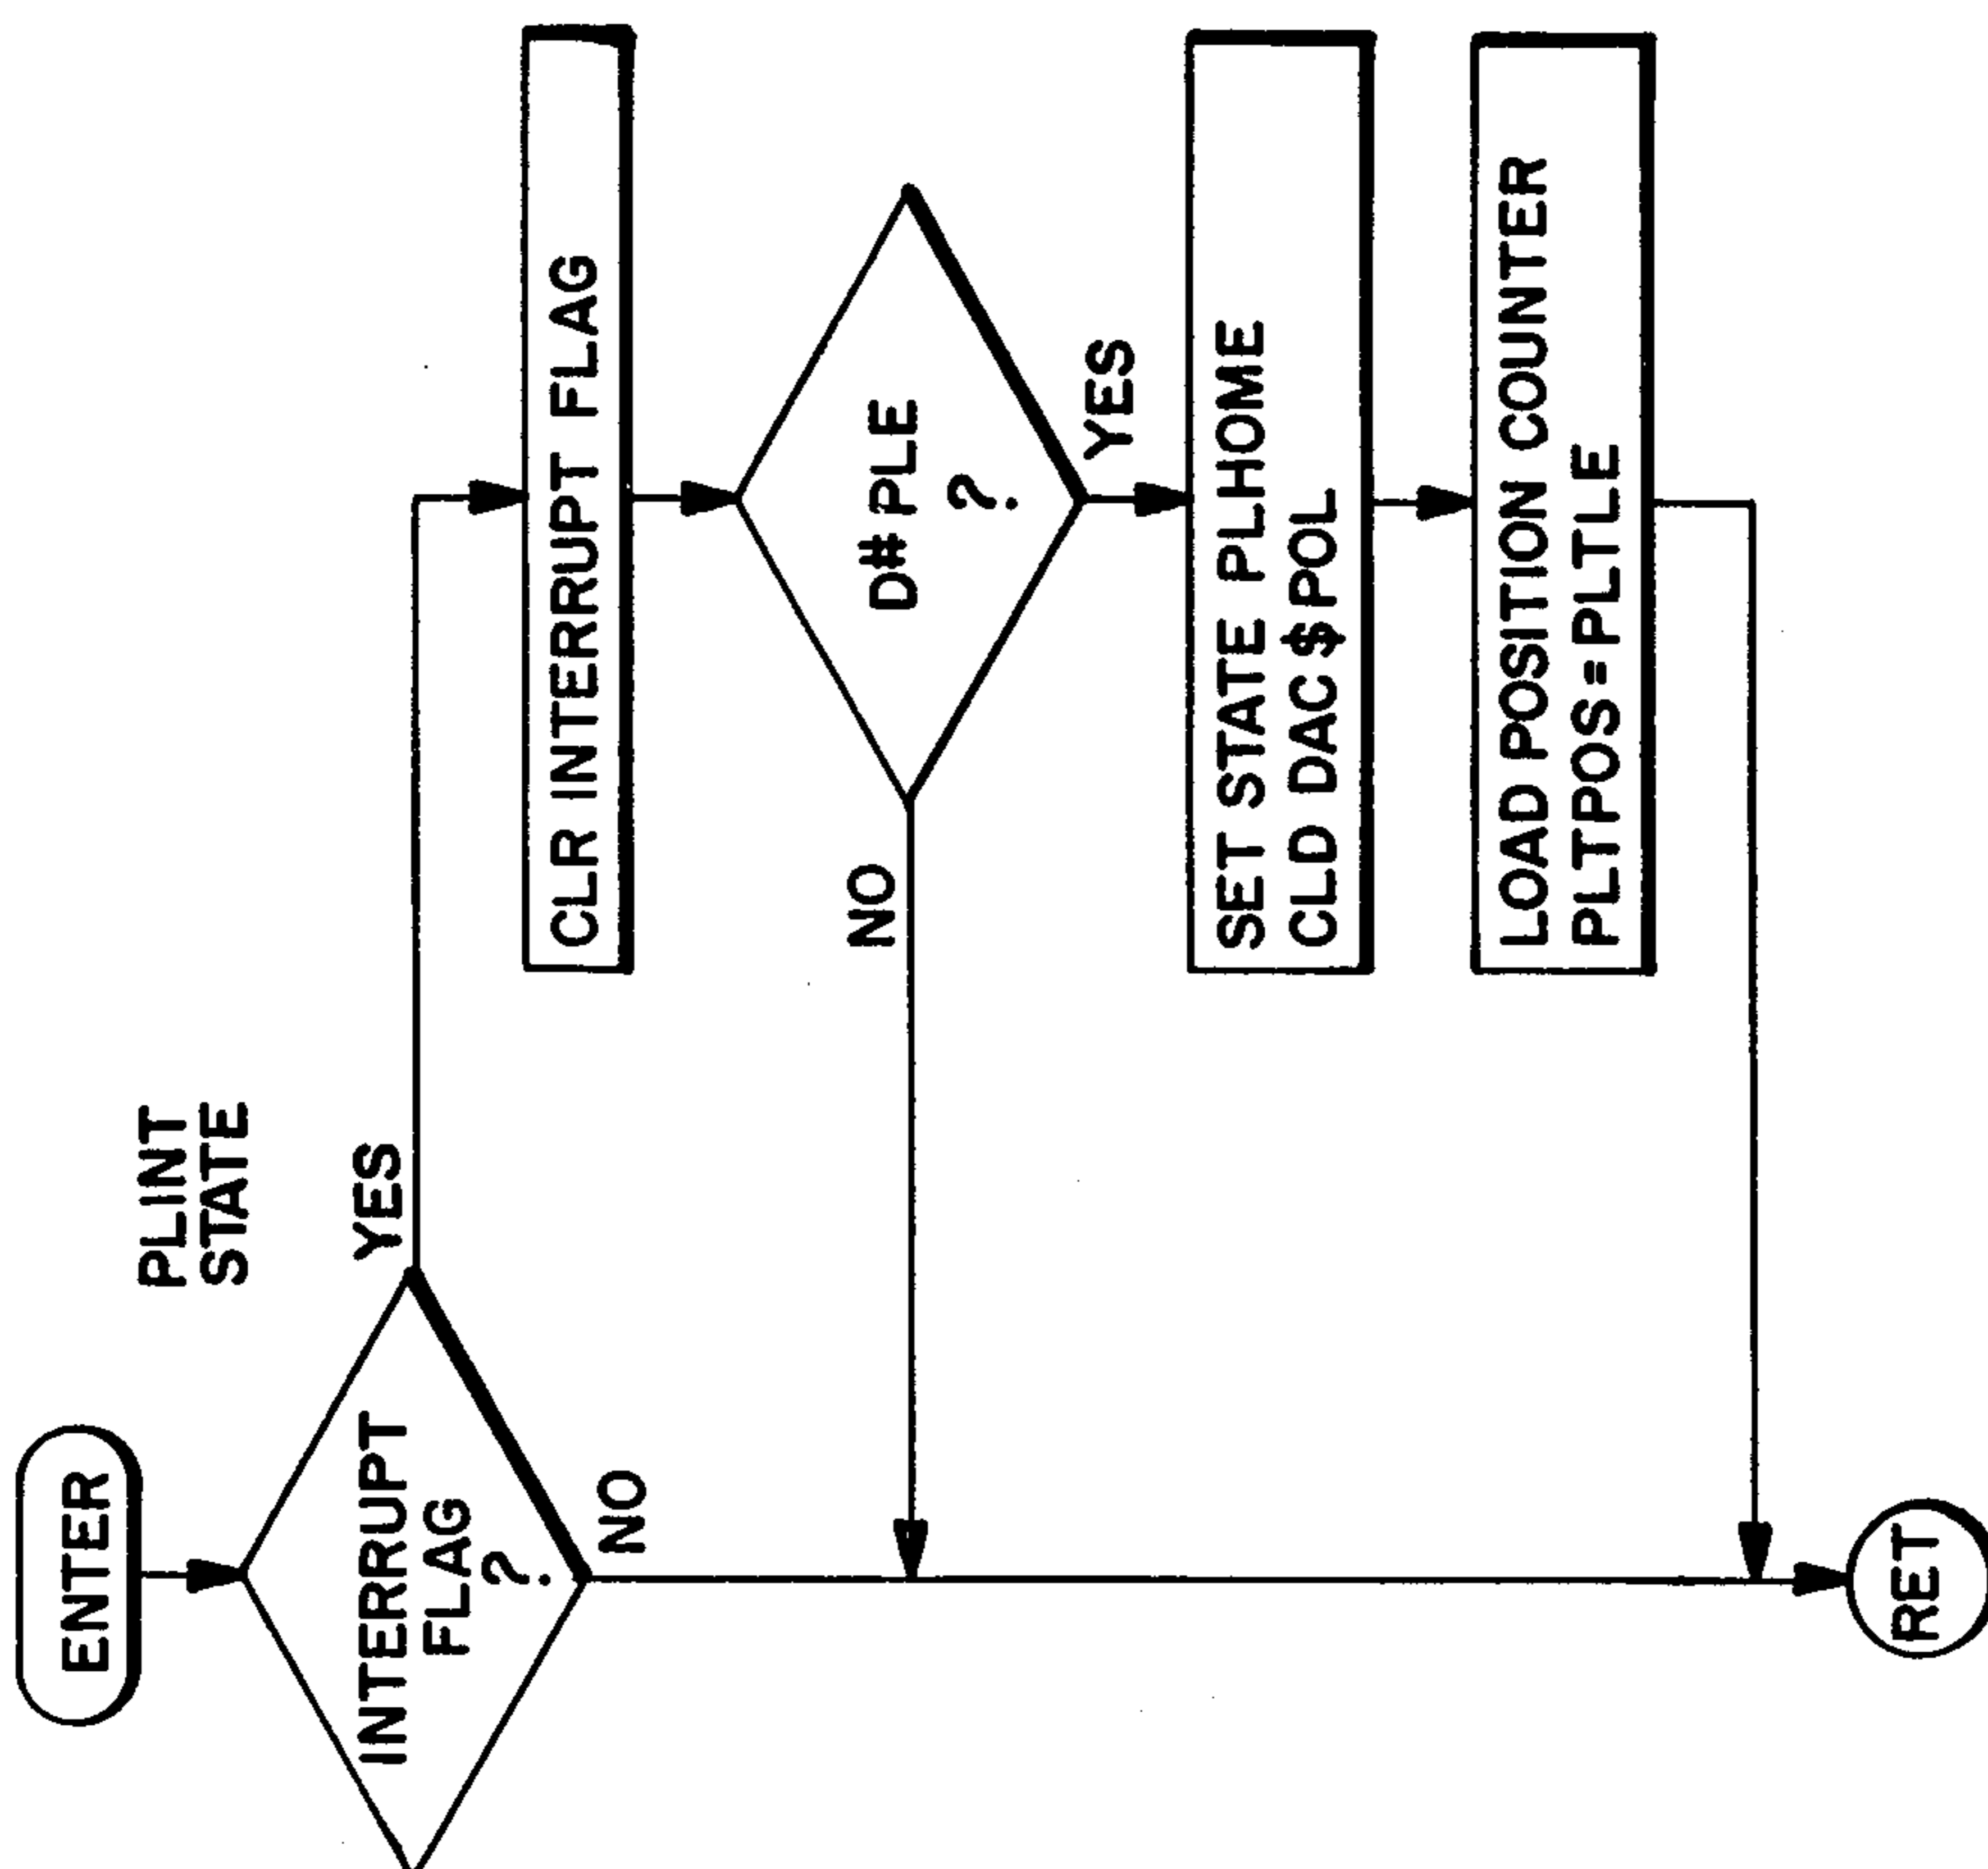 ENTER
PLINT
STATE
INTERRUPT
FLAG
?
YES
NO
CLR INTERRUPT FLAG
D# PLE
?
NO
YES
SET STATE PLHOME
CLD DAC $ POL
LOAD POSITION COUNTER
PLTPOS=PLTLE
RET